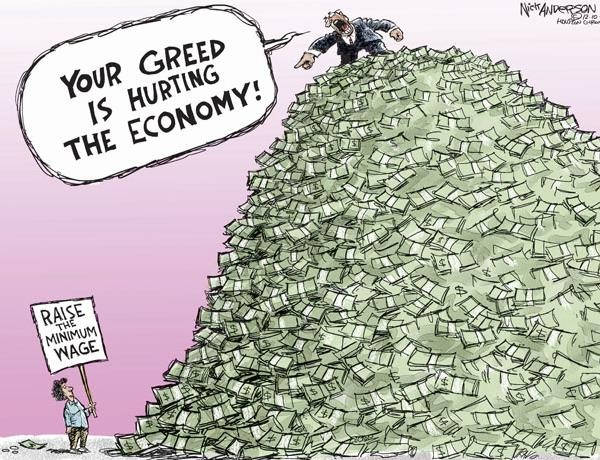 NICK ANDERSON
YOUR GREED
IS HURTING
THE ECONOMY!
RAISE
THE
MINIMUM
WAGE